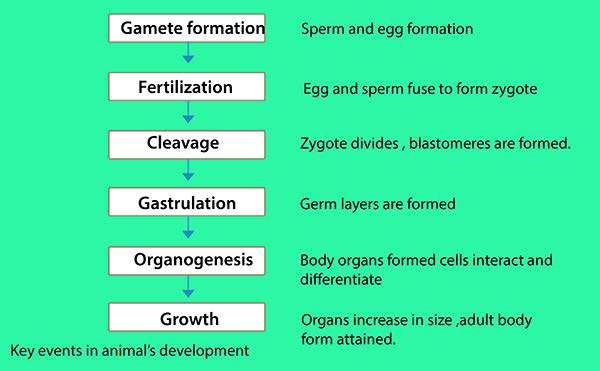 Gamete formation
Sperm and egg formation
Fertilization
Egg and sperm fuse to form zygote
Cleavage
Zygote divides , blastomeres are formed.
Gastrulation
Germ layers are formed
Organogenesis
Body organs formed cells interact and
differentiate
Growth
Organs increase in size ,adult body
form attained.
Key events in animal's development